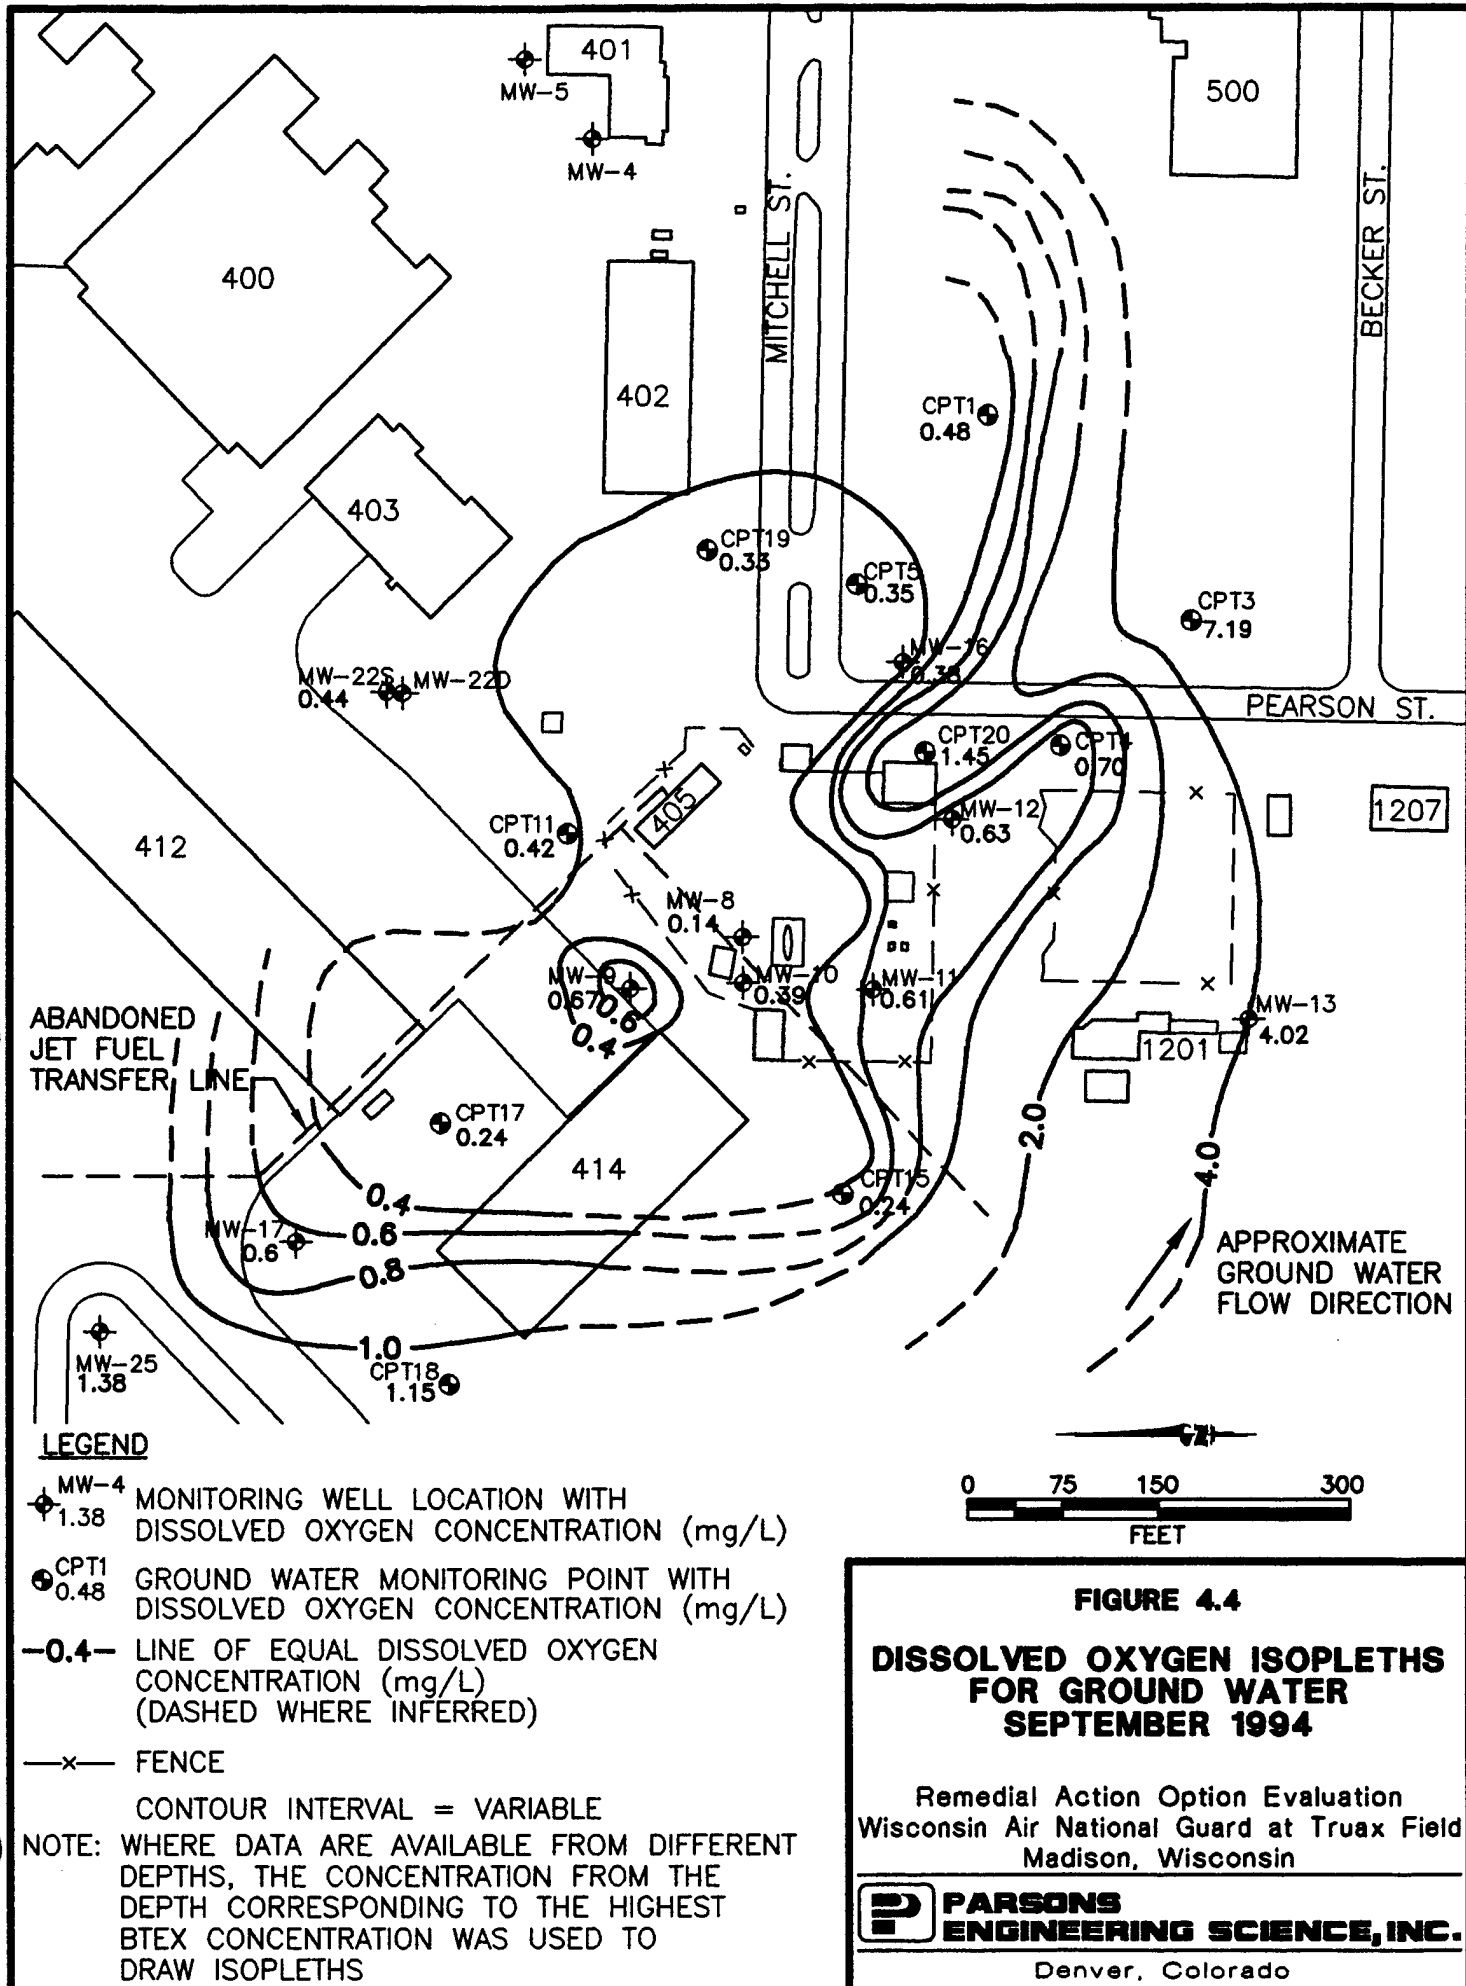 401
MW-5
MW-4
500
MITCHELL ST.
BECKER ST.
400
402
CPT1
0.48
403
CPT19
0.33
CPT5
0.35
CPT3
7.19
MW-16
MW-22S
0.44
MW-22D
PEARSON ST.
CPT20
1.45
CPT4
0.70
405
412
CPT11
0.42
MW-12
0.63
1207
MW-8
0.14
MW-9
0.67
0.6
0.4
MW-10
0.39
MW-11
0.61
MW-13
4.02
1201
ABANDONED
JET FUEL
TRANSFER LINE
CPT17
0.24
414
2.0
4.0
CPT15
0.24
0.4
0.6
0.8
1.0
MW-17
0.6
APPROXIMATE
GROUND WATER
FLOW DIRECTION
MW-25
1.38
CPT18
1.15
LEGEND
MW-4
1.38
MONITORING WELL LOCATION WITH
DISSOLVED OXYGEN CONCENTRATION (mg/L)
CPT1
0.48
GROUND WATER MONITORING POINT WITH
DISSOLVED OXYGEN CONCENTRATION (mg/L)
—0.4— LINE OF EQUAL DISSOLVED OXYGEN
CONCENTRATION (mg/L)
(DASHED WHERE INFERRED)
—x— FENCE
CONTOUR INTERVAL = VARIABLE
NOTE: WHERE DATA ARE AVAILABLE FROM DIFFERENT
DEPTHS, THE CONCENTRATION FROM THE
DEPTH CORRESPONDING TO THE HIGHEST
BTEX CONCENTRATION WAS USED TO
DRAW ISOPLETHS
0 75 150 300
FEET
FIGURE 4.4
DISSOLVED OXYGEN ISOPLETHS
FOR GROUND WATER
SEPTEMBER 1994
Remedial Action Option Evaluation
Wisconsin Air National Guard at Truax Field
Madison, Wisconsin
PARSONS
ENGINEERING SCIENCE, INC.
Denver, Colorado